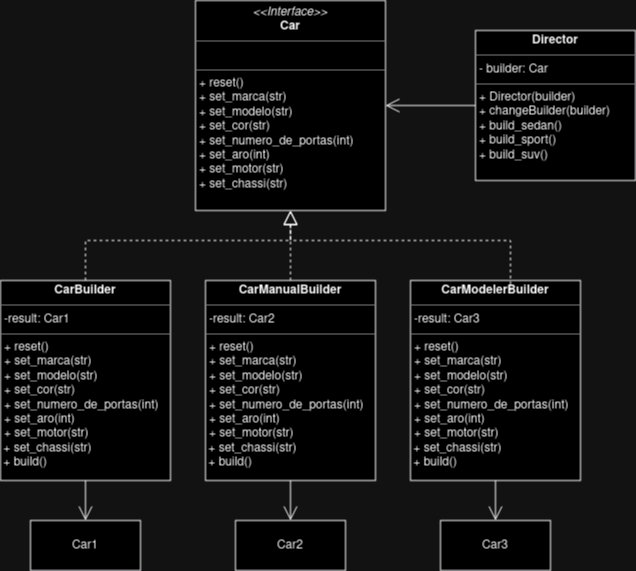 <<Interface>>
Car
+ reset()
+ set_marca(str)
+ set_modelo(str)
+ set_cor(str)
+ set_numero_de_portas(int)
+ set_aro(int)
+ set_motor(str)
+ set_chassi(str)
Director
- builder: Car
+ Director(builder)
+ changeBuilder(builder)
+ build_sedan()
+ build_sport()
+ build_suv()
CarBuilder
-result: Car1
+ reset()
+ set_marca(str)
+ set_modelo(str)
+ set_cor(str)
+ set_numero_de_portas(int)
+ set_aro(int)
+ set_motor(str)
+ set_chassi(str)
+ build()
CarManualBuilder
-result: Car2
+ reset()
+ set_marca(str)
+ set_modelo(str)
+ set_cor(str)
+ set_numero_de_portas(int)
+ set_aro(int)
+ set_motor(str)
+ set_chassi(str)
+ build()
CarModelerBuilder
-result: Car3
+ reset()
+ set_marca(str)
+ set_modelo(str)
+ set_cor(str)
+ set_numero_de_portas(int)
+ set_aro(int)
+ set_motor(str)
+ set_chassi(str)
+ build()
Car1
Car2
Car3